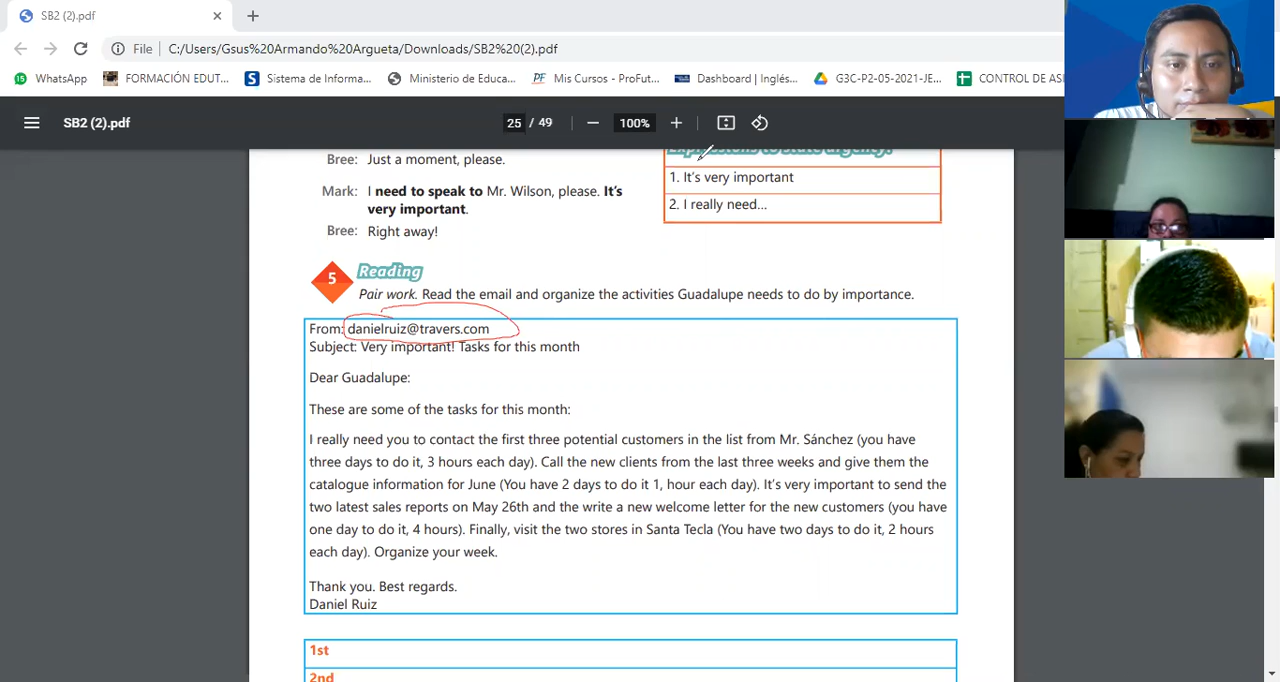 SB2 (2).pdf
File
C:/Users/Gsus%20Armando%20Argueta/Downloads/SB2%20(2).pdf
WhatsApp
FORMACIÓN EDUT...
Sistema de Informa...
Ministerio de Educa...
Mis Cursos - ProFut...
Dashboard | Inglés...
G3C-P2-05-2021-JE...
CONTROL DE ASI
SB2 (2).pdf
25 / 49
100%
Bree: Just a moment, please.
Mark: I need to speak to Mr. Wilson, please. It's
very important.
Bree: Right away!
Expressions to state urgency:
1. It's very important
2. I really need...
5
Reading
Pair work. Read the email and organize the activities Guadalupe needs to do by importance.
From: danielruiz@travers.com
Subject: Very important! Tasks for this month
Dear Guadalupe:
These are some of the tasks for this month:
I really need you to contact the first three potential customers in the list from Mr. Sánchez (you have
three days to do it, 3 hours each day). Call the new clients from the last three weeks and give them the
catalogue information for June (You have 2 days to do it 1, hour each day). It's very important to send the
two latest sales reports on May 26th and the write a new welcome letter for the new customers (you have
one day to do it, 4 hours). Finally, visit the two stores in Santa Tecla (You have two days to do it, 2 hours
each day). Organize your week.
Thank you. Best regards.
Daniel Ruiz
1st
2nd